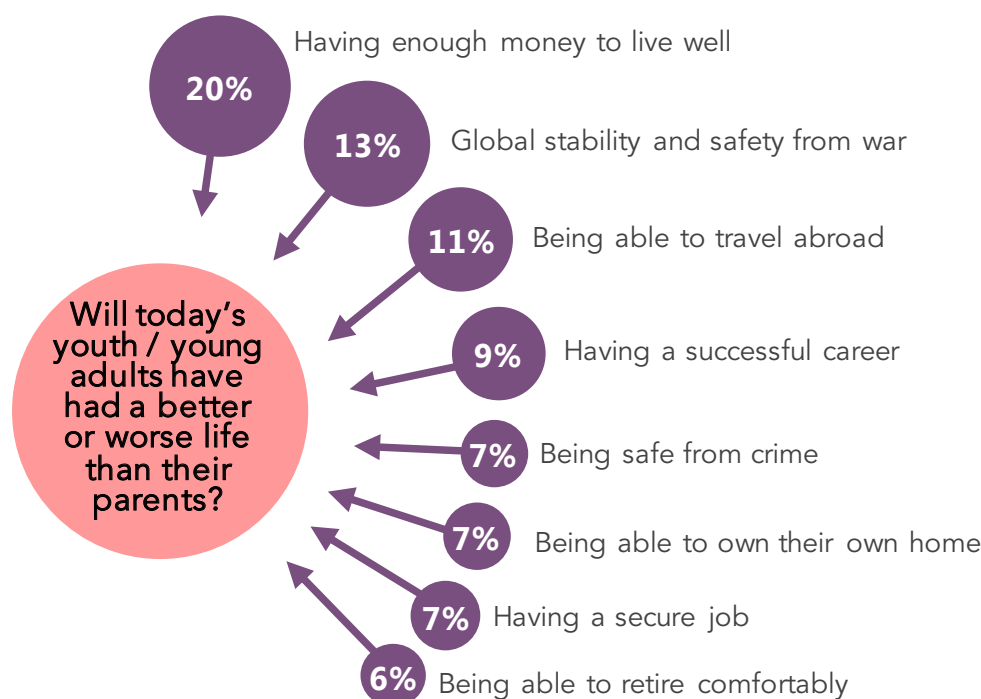 20%
Having enough money to live well
13%
Global stability and safety from war
11%
Being able to travel abroad
9%
Having a successful career
7%
Being safe from crime
7%
Being able to own their own home
7%
Having a secure job
6%
Being able to retire comfortably
Will today's
youth / young
adults have
had a better
or worse life
than their
parents?